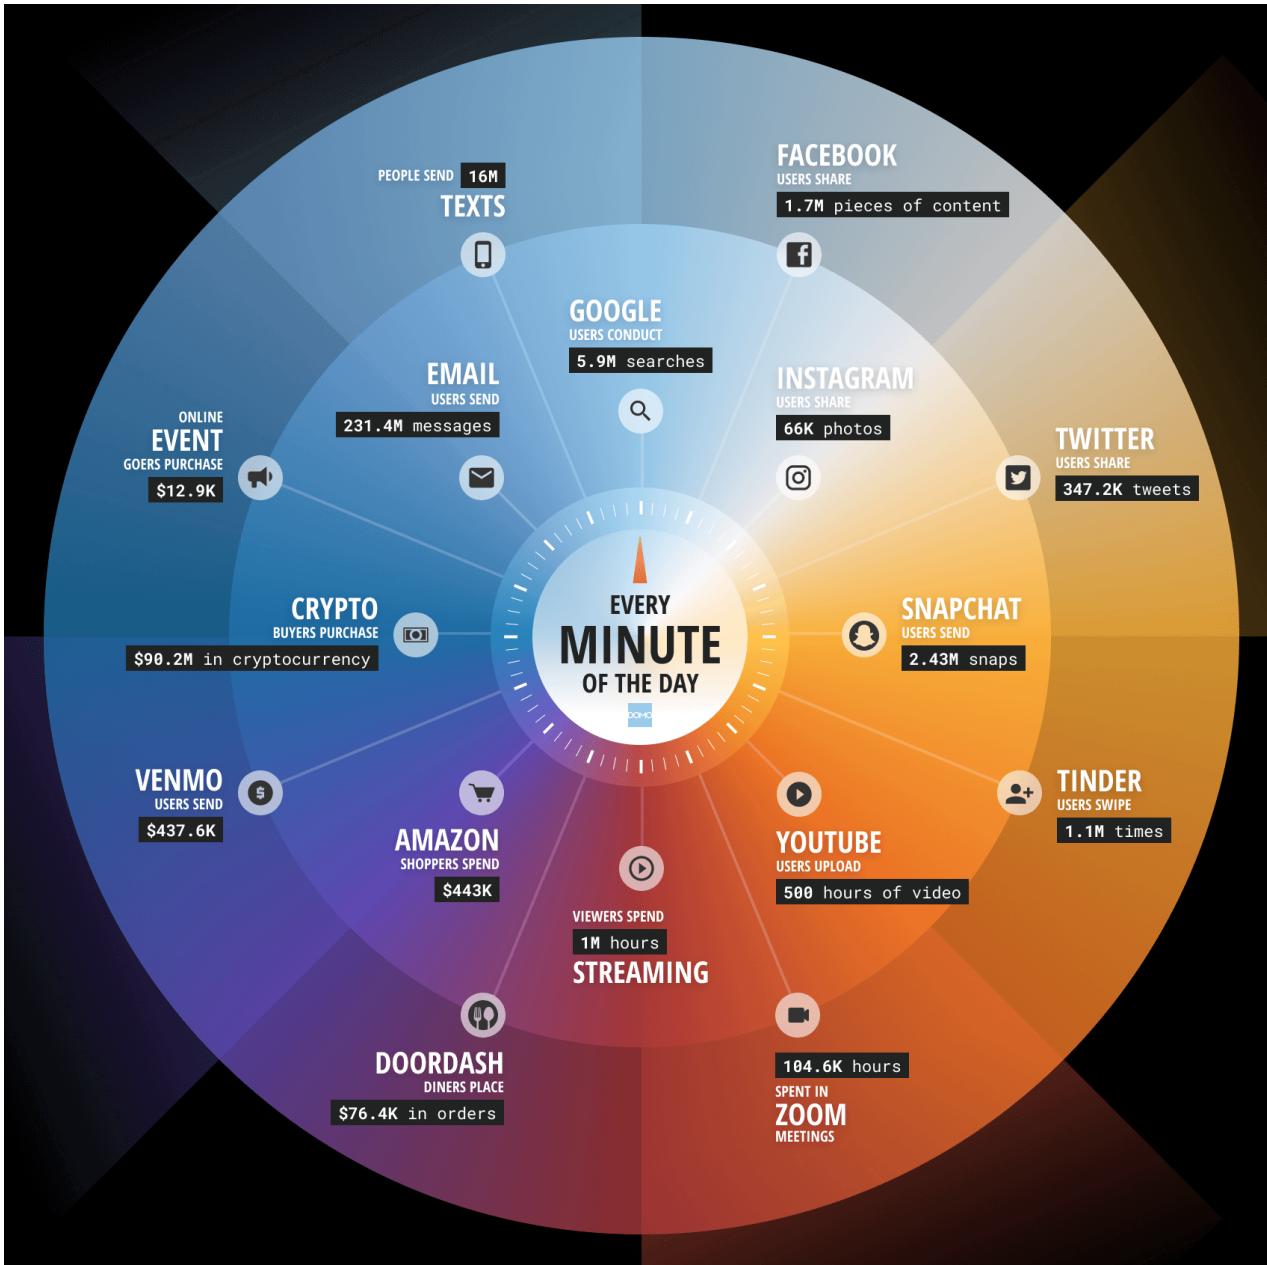 PEOPLE SEND 16M
TEXTS
FACEBOOK
USERS SHARE
1.7M pieces of content
GOOGLE
USERS CONDUCT
5.9M searches
EMAIL
USERS SEND
231.4M messages
INSTAGRAM
USERS SHARE
66K photos
ONLINE
EVENT
GOERS PURCHASE
$12.9K
TWITTER
USERS SHARE
347.2K tweets
CRYPTO
BUYERS PURCHASE
$90.2M in cryptocurrency
EVERY
MINUTE
OF THE DAY
DOMO
SNAPCHAT
USERS SEND
2.43M snaps
VENMO
USERS SEND
$437.6K
AMAZON
SHOPPERS SPEND
$443K
VIEWERS SPEND
1M hours
STREAMING
YOUTUBE
USERS UPLOAD
500 hours of video
TINDER
USERS SWIPE
1.1M times
DOORDASH
DINERS PLACE
$76.4K in orders
104.6K hours
SPENT IN
ZOOM
MEETINGS